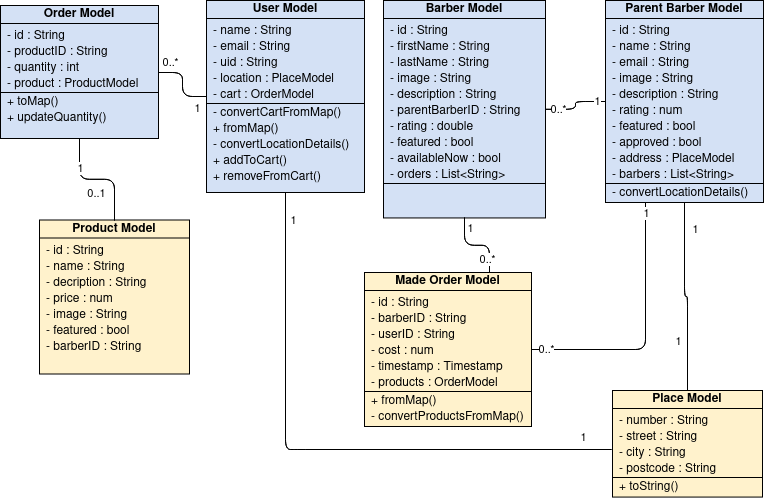 Order Model
- id : String
- productID : String
- quantity : int
- product : ProductModel
+ toMap()
+ updateQuantity()
0..*
1
User Model
- name : String
- email : String
- uid : String
- location : PlaceModel
- cart : OrderModel
- convertCartFromMap()
+ fromMap()
- convertLocationDetails()
+ addToCart()
+ removeFromCart()
Barber Model
- id : String
- firstName : String
- lastName : String
- image : String
- description : String
- parentBarberID : String
- rating : double
- featured : bool
- availableNow : bool
- orders : List<String>
0..*
1
Parent Barber Model
- id : String
- name : String
- email : String
- image : String
- description : String
- rating : num
- featured : bool
- approved : bool
- address : PlaceModel
- barbers : List<String>
- convertLocationDetails()
1
0..1
Product Model
- id : String
- name : String
- decription : String
- price : num
- image : String
- featured : bool
- barberID : String
1
1
0..*
Made Order Model
- id : String
- barberID : String
- userID : String
- cost : num
- timestamp : Timestamp
- products : OrderModel
+ fromMap()
- convertProductsFromMap()
1
0..*
1
1
1
Place Model
- number : String
- street : String
- city : String
- postcode : String
+ toString()